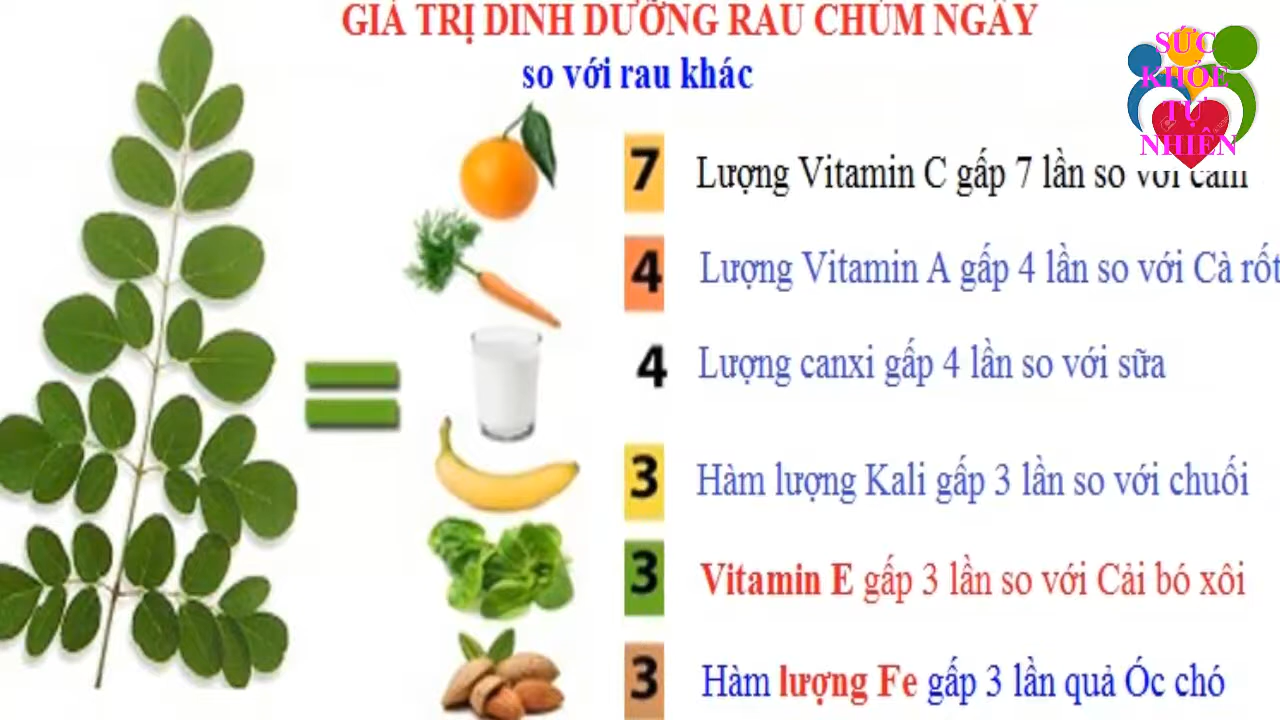 GIÁ TRỊ DINH DƯỠNG RAU CHÙM NGÂY
so với rau khác
SỨC
KHỎE
TỰ
NHIÊN
7 Lượng Vitamin C gấp 7 lần so với cam
4 Lượng Vitamin A gấp 4 lần so với Cà rốt
4 Lượng canxi gấp 4 lần so với sữa
3 Hàm lượng Kali gấp 3 lần so với chuối
3 Vitamin E gấp 3 lần so với Cải bó xôi
3 Hàm lượng Fe gấp 3 lần quả Óc chó